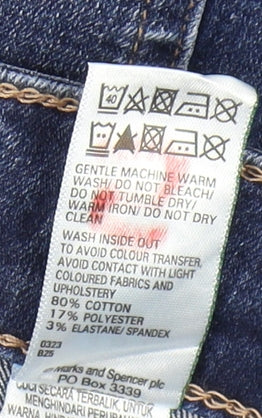 40
GENTLE MACHINE WARM
WASH/ DO NOT BLEACH/
DO NOT TUMBLE DRY/
WARM IRON/ DO NOT DRY
CLEAN
WASH INSIDE OUT
TO AVOID COLOUR TRANSFER,
AVOID CONTACT WITH LIGHT
COLOURED FABRICS AND
UPHOLSTERY
80% COTTON
17% POLYESTER
3% ELASTANE/ SPANDEX
0323
B25
Marks and Spencer plc
PO Box 3339
CUCI SECARA TERBALIK. UNTUK
MENGHINDARI
WARNA,